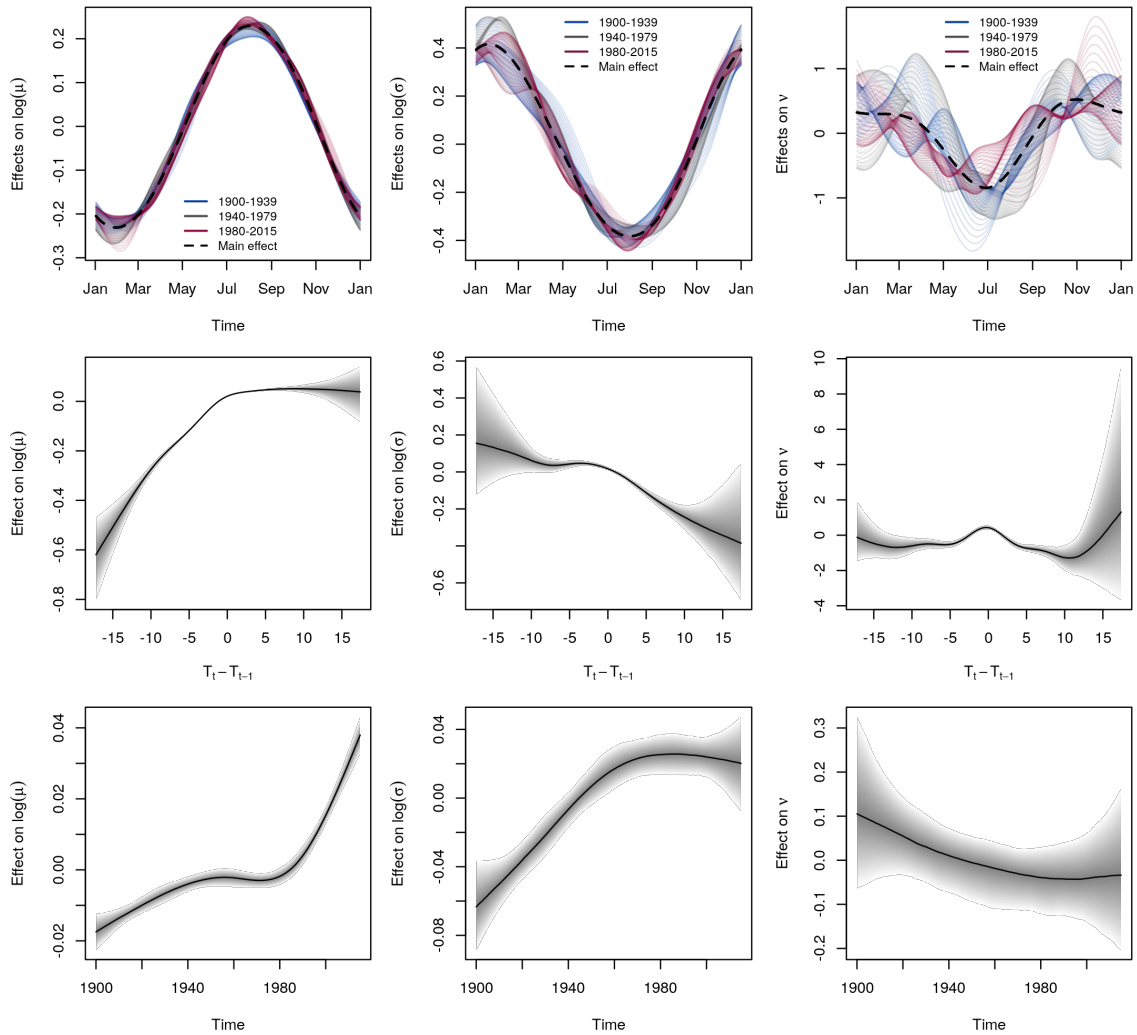 Effects on log(μ)
0.2
0.1
0.0
-0.1
-0.2
-0.3
1900-1939
1940-1979
1980-2015
Main effect
Jan Mar May Jul Sep Nov Jan
Time
Effects on log(σ)
0.4
0.2
0.0
-0.2
-0.4
1900-1939
1940-1979
1980-2015
Main effect
Jan Mar May Jul Sep Nov Jan
Time
Effects on ν
1
0
-1
1900-1939
1940-1979
1980-2015
Main effect
Jan Mar May Jul Sep Nov Jan
Time
Effect on log(μ)
0.0
-0.2
-0.4
-0.6
-0.8
-15 -10 -5 0 5 10 15
Tt − Tt−1
Effect on log(σ)
0.6
0.4
0.2
0.0
-0.2
-0.6
-15 -10 -5 0 5 10 15
Tt − Tt−1
Effect on ν
10
8
6
4
2
0
-2
-4
-15 -10 -5 0 5 10 15
Tt − Tt−1
Effect on log(μ)
0.04
0.02
0.00
-0.02
1900 1940 1980
Time
Effect on log(σ)
0.04
0.00
-0.04
-0.08
1900 1940 1980
Time
Effect on ν
0.3
0.2
0.1
0.0
-0.1
-0.2
1900 1940 1980
Time